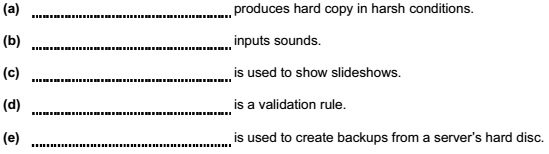 (a) ........................................ produces hard copy in harsh conditions.
(b) ........................................ inputs sounds.
(c) ........................................ is used to show slideshows.
(d) ........................................ is a validation rule.
(e) ........................................ is used to create backups from a server's hard disc.